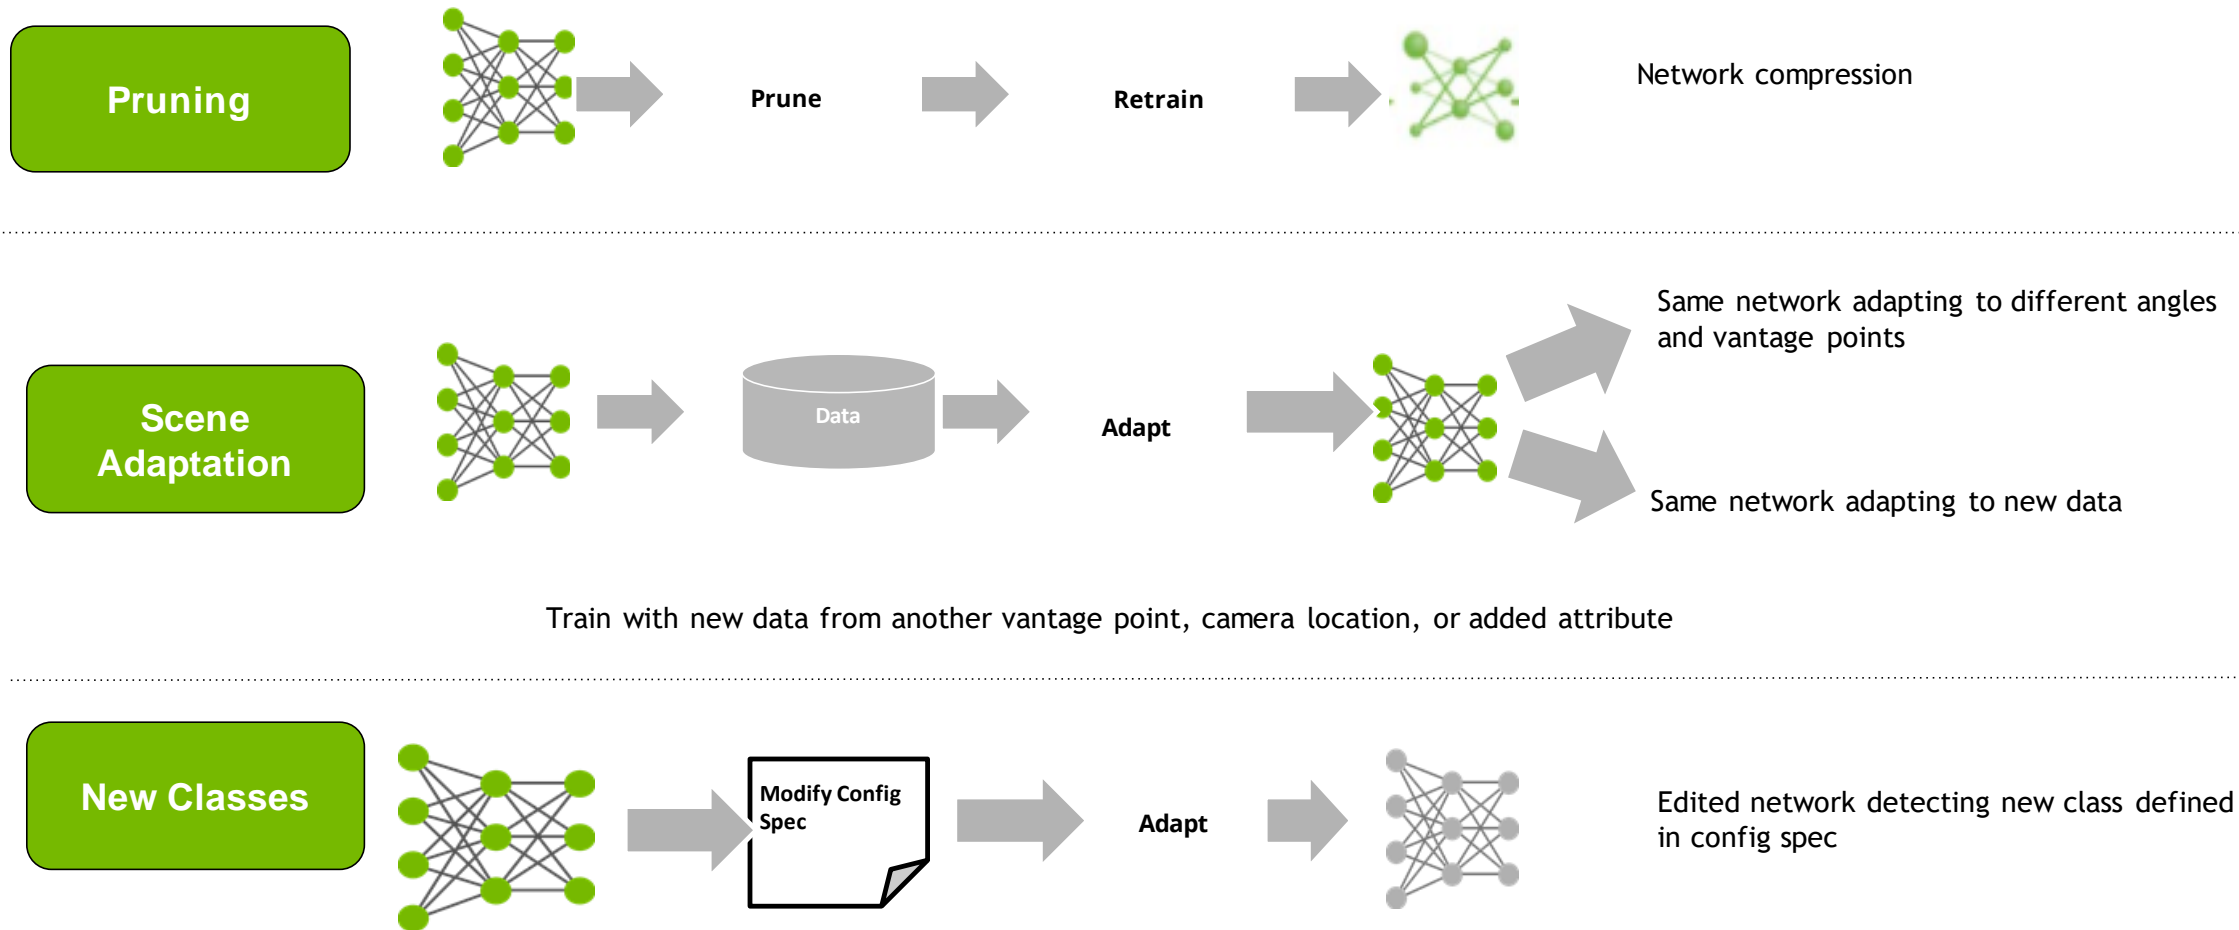 Pruning
Prune
Retrain
Network compression
Scene
Adaptation
Data
Adapt
Same network adapting to different angles
and vantage points
Same network adapting to new data
Train with new data from another vantage point, camera location, or added attribute
New Classes
Modify Config
Spec
Adapt
Edited network detecting new class defined
in config spec